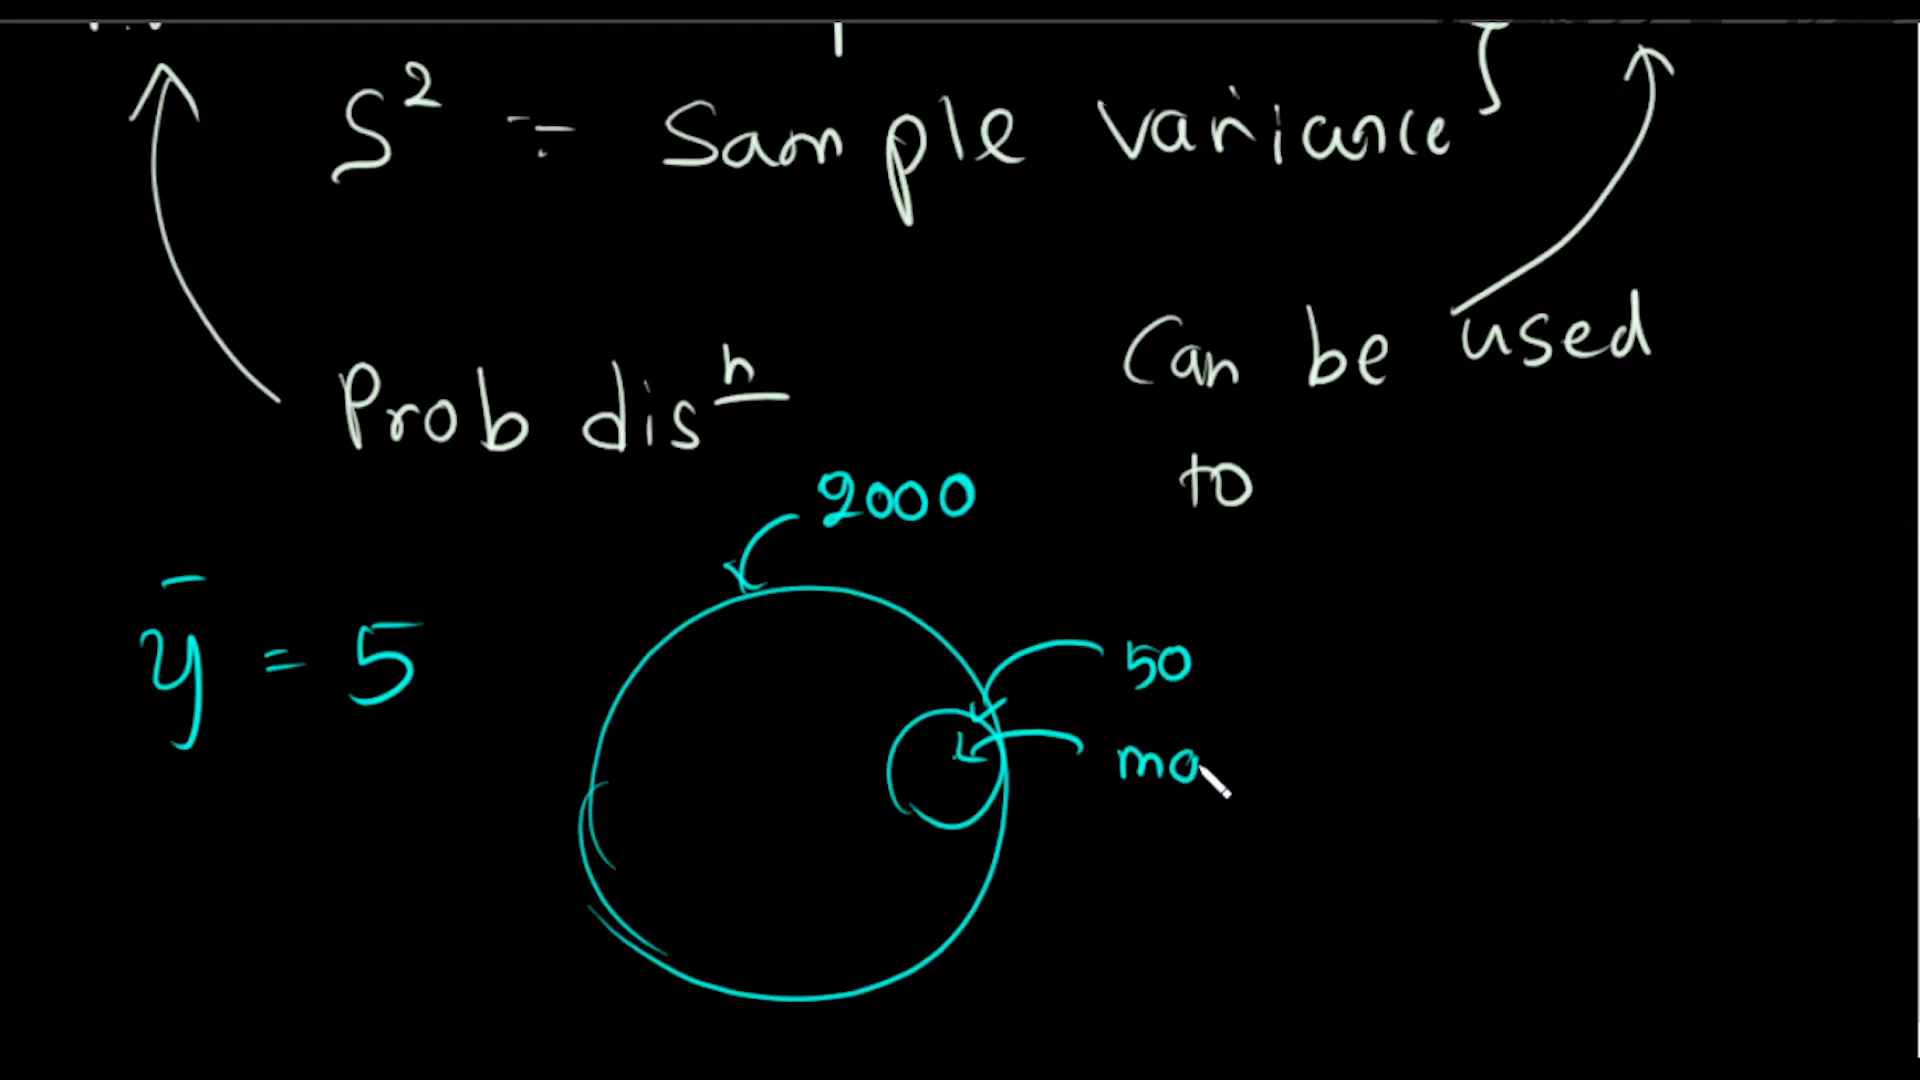 S² := Sample variance
Prob disⁿ
Can be used
to
2000
ȳ = 5
50
mo